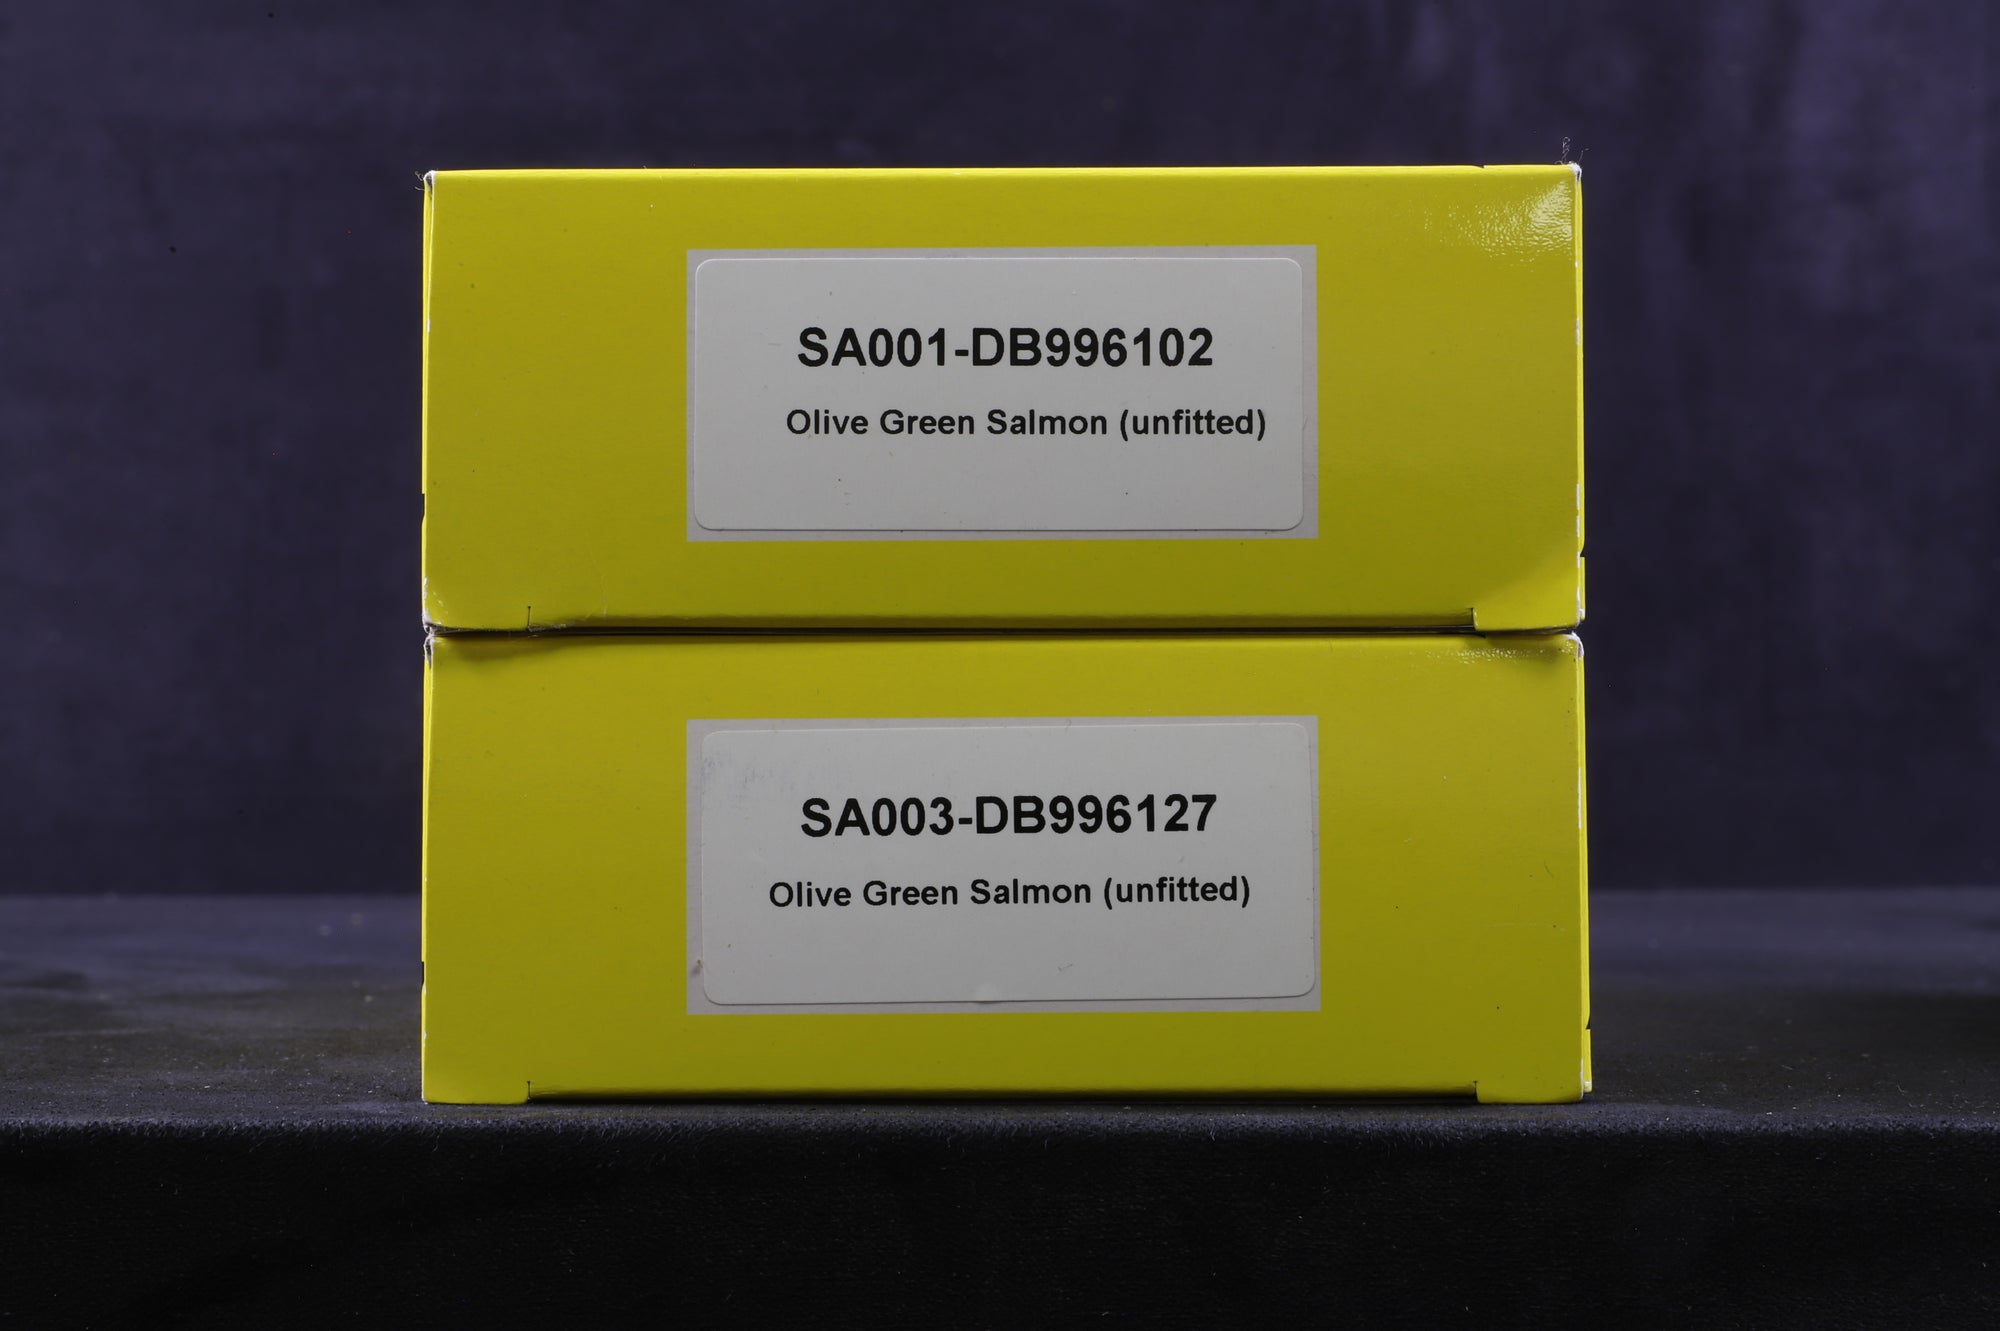 SA001-DB996102
Olive Green Salmon (unfitted)
SA003-DB996127
Olive Green Salmon (unfitted)